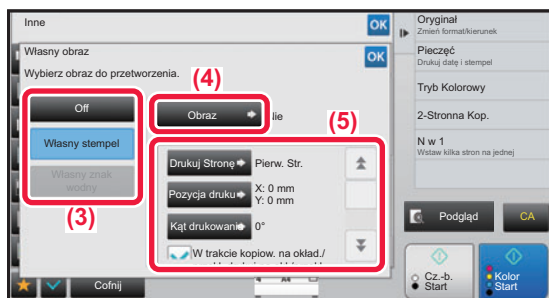 Inne
OK
Własny obraz
OK
Wybierz obraz do przetworzenia.
(4)
Off
Własny stempel
Własny znak
wodny
(3)
Obraz
(5)
Drukuj Stronę
Pierw. Str.
Pozycja druku
X: 0 mm
Y: 0 mm
Kąt drukowani
0°
W trakcie kopiow. na okład./
Cofnij
A4
Oryginał
Zmień format/kierunek
Pieczęć
Drukuj datę i stempel
Tryb Kolorowy
2-Stronna Kop.
N w 1
Wstaw kilka stron na jednej
Podgląd
CA
Cz.-b.
Start
Kolor
Start